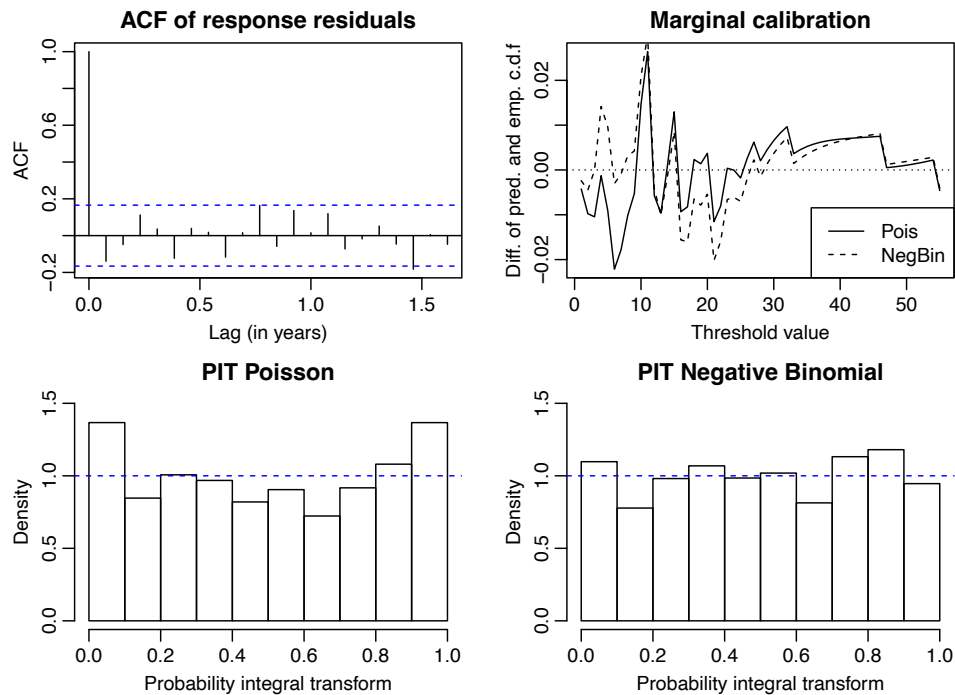 ACF of response residuals
ACF
−0.2 0.2 0.6 1.0
0.0 0.5 1.0 1.5
Lag (in years)
Marginal calibration
Diff. of pred. and emp. c.d.f
−0.02 0.00 0.02
Pois
NegBin
0 10 20 30 40 50
Threshold value
PIT Poisson
Density
0.0 0.5 1.0 1.5
0.0 0.2 0.4 0.6 0.8 1.0
Probability integral transform
PIT Negative Binomial
Density
0.0 0.5 1.0 1.5
0.0 0.2 0.4 0.6 0.8 1.0
Probability integral transform